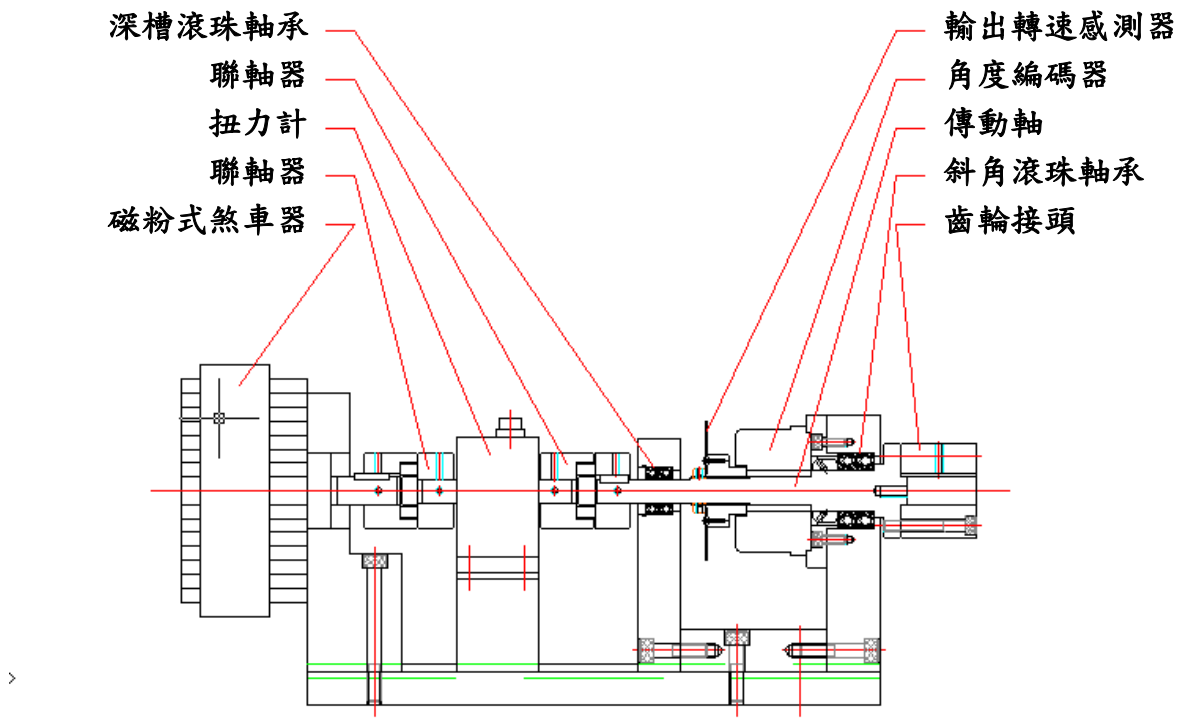 深槽滾珠軸承
聯軸器
扭力計
聯軸器
磁粉式煞車器
輸出轉速感測器
角度編碼器
傳動軸
斜角滾珠軸承
齒輪接頭